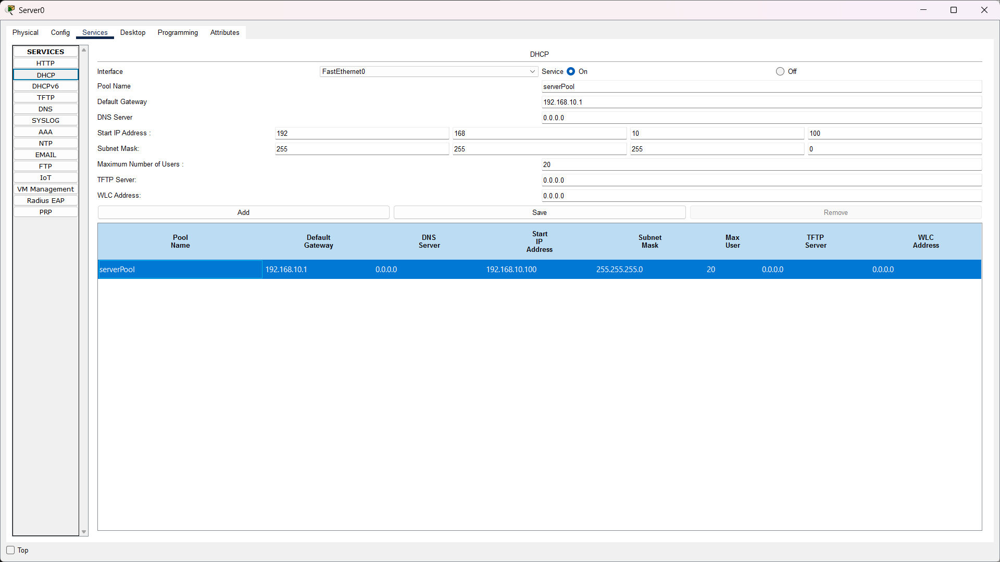 Server0
Physical Config Services Desktop Programming Attributes
SERVICES
HTTP
DHCP
DHCPv6
TFTP
DNS
SYSLOG
AAA
NTP
EMAIL
FTP
IoT
VM Management
Radius EAP
PRP
DHCP
Interface FastEthernet0 Service On Off
Pool Name serverPool
Default Gateway 192.168.10.1
DNS Server 0.0.0.0
Start IP Address : 192 168 10 100
Subnet Mask: 255 255 255 0
Maximum Number of Users : 20
TFTP Server: 0.0.0.0
WLC Address: 0.0.0.0
Add Save Remove
Pool Name Default Gateway DNS Server Start IP Address Subnet Mask Max User TFTP Server WLC Address
serverPool 192.168.10.1 0.0.0.0 192.168.10.100 255.255.255.0 20 0.0.0.0 0.0.0.0
Top